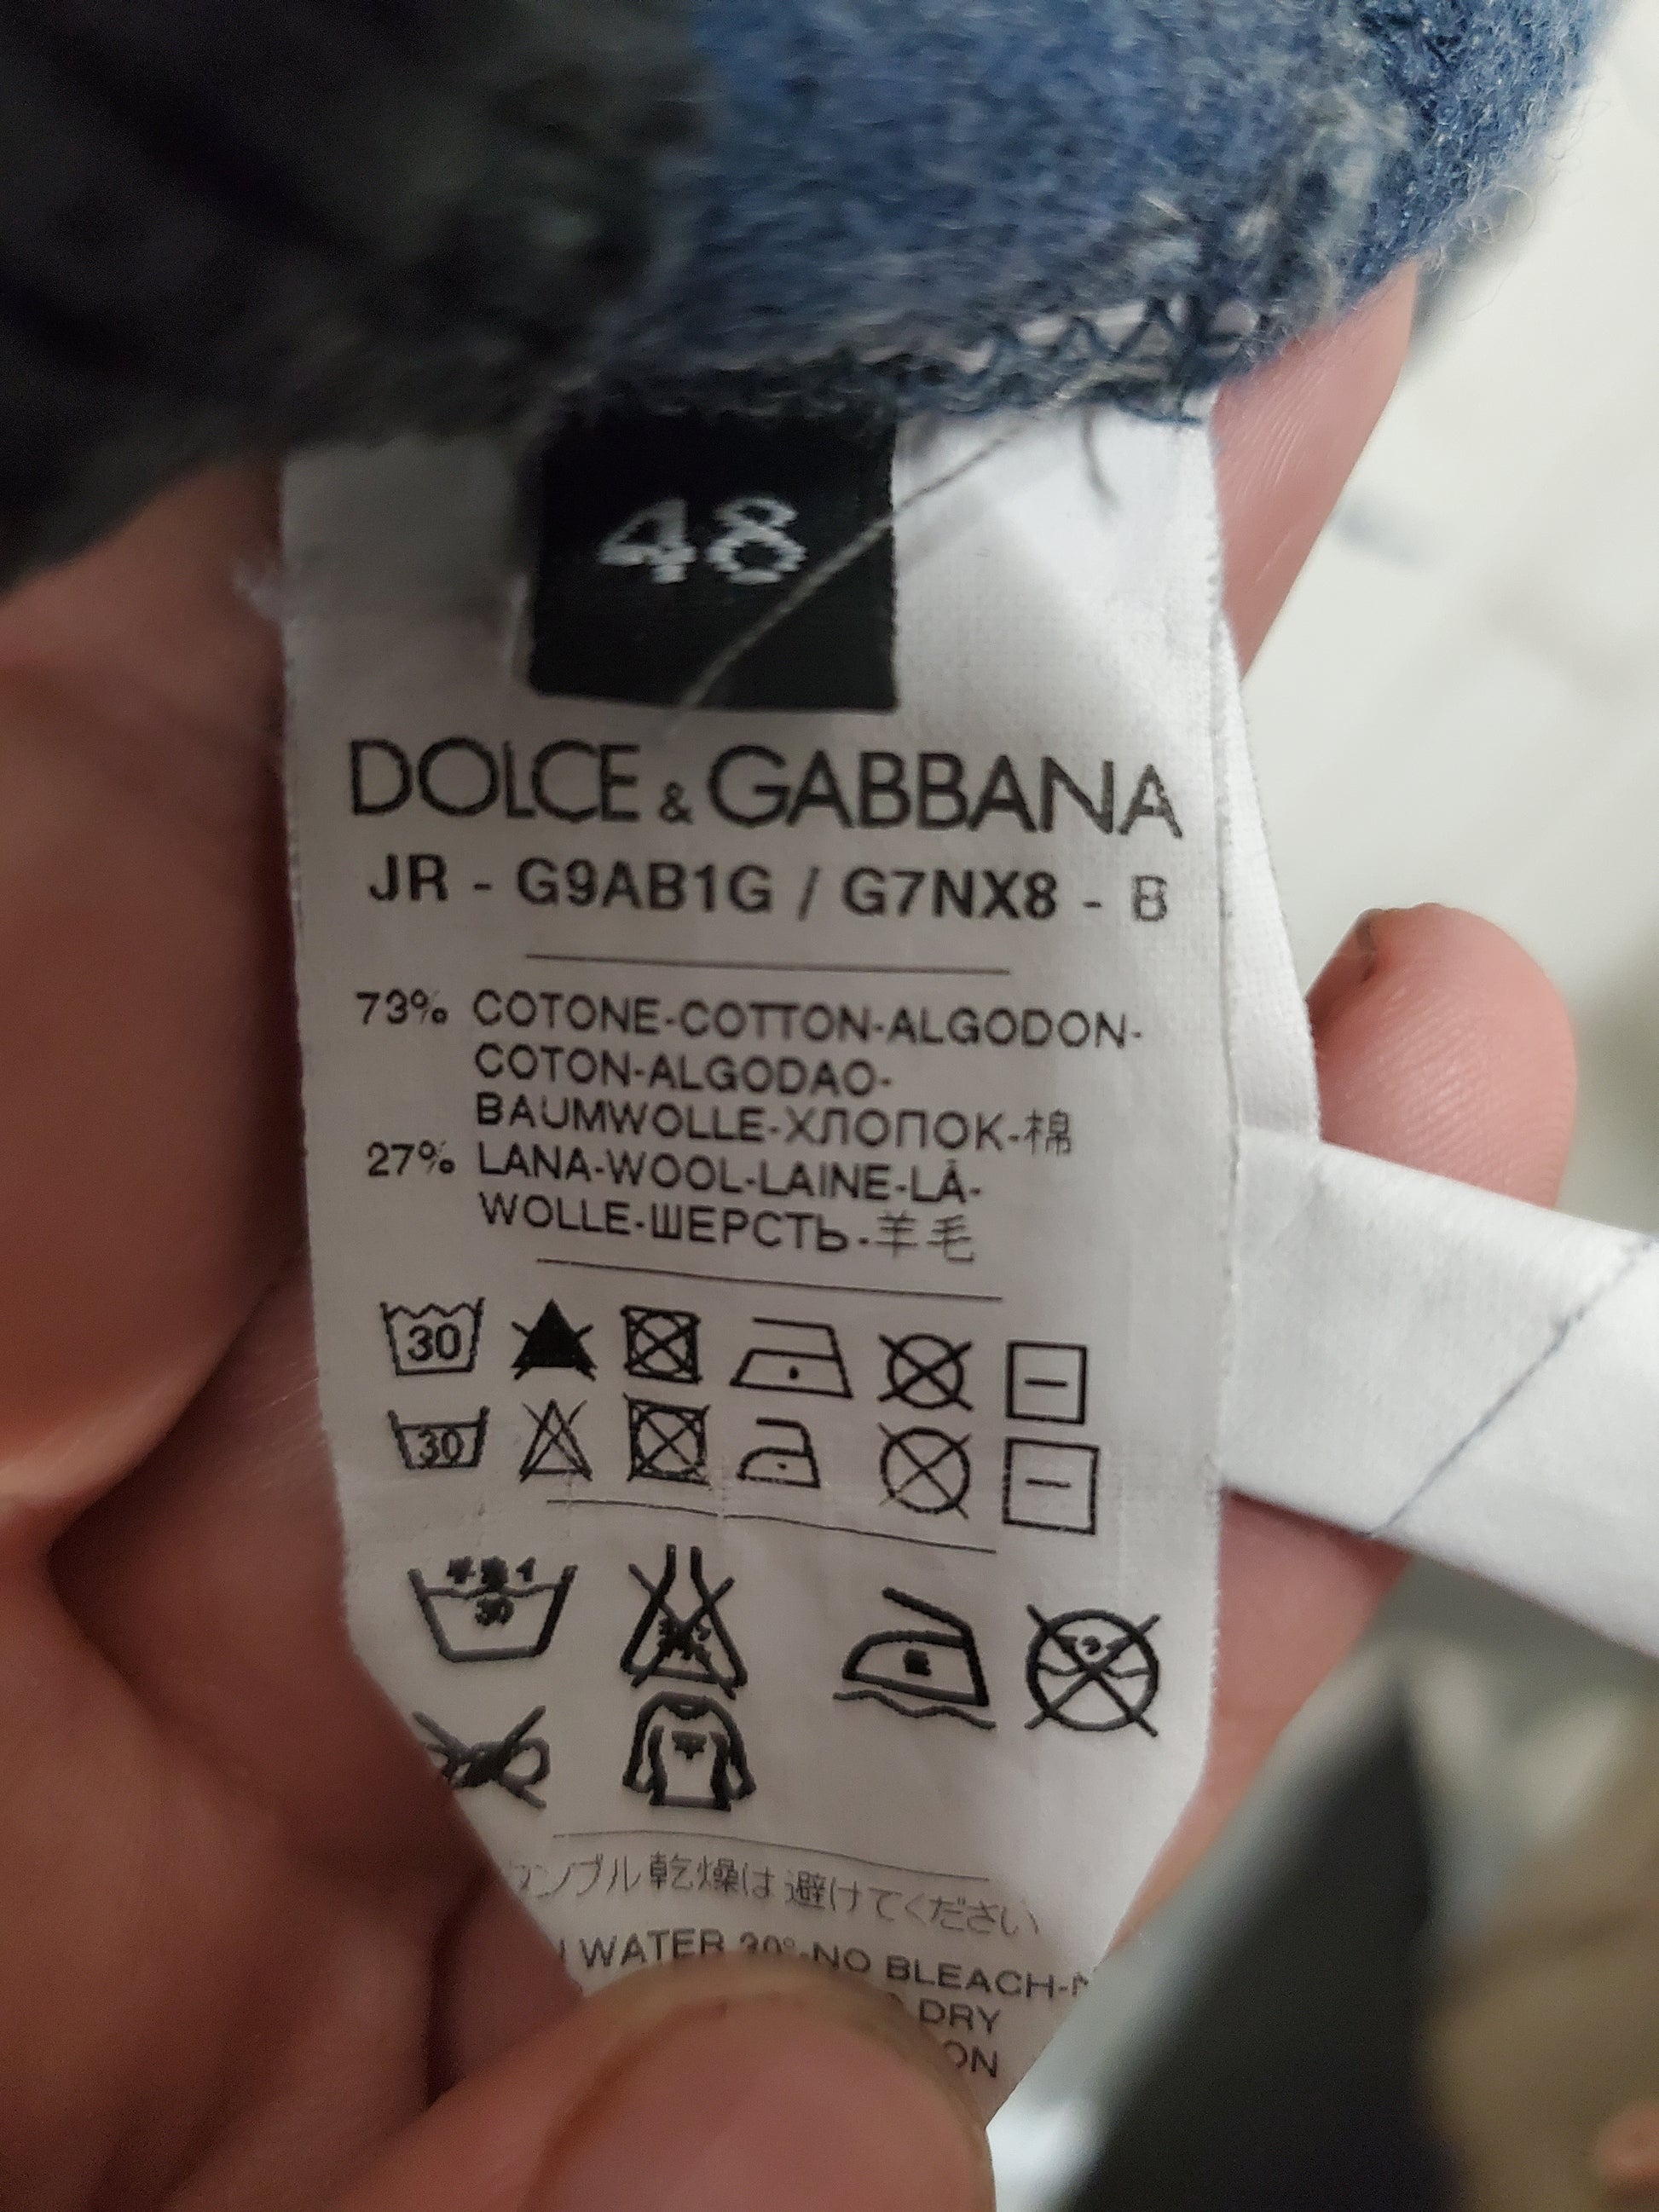 48
DOLCE & GABBANA
JR - G9AB1G / G7NX8 - B
73% COTONE-COTTON-ALGODON-
COTON-ALGODAO-
BAUMWOLLE-ХЛОПОК-棉
27% LANA-WOOL-LAINE-LÃ-
WOLLE-ШЕРСТЬ-羊毛
30
30
30
タンブル乾燥は避けてください
WATER 30°-NO BLEACH-
DRY